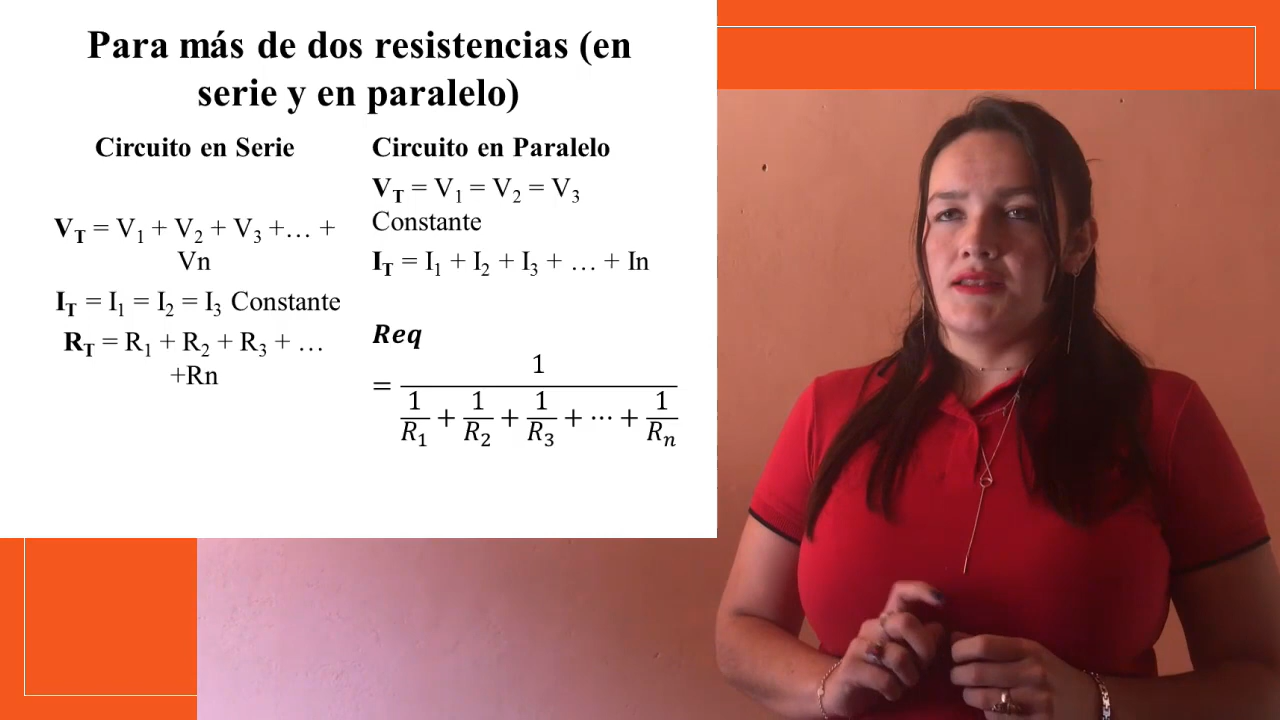 Para más de dos resistencias (en
serie y en paralelo)
Circuito en Serie
V_T = V_1 + V_2 + V_3 +… +
Vn
I_T = I_1 = I_2 = I_3 Constante
R_T = R_1 + R_2 + R_3 + …
+Rn
Circuito en Paralelo
V_T = V_1 = V_2 = V_3
Constante
I_T = I_1 + I_2 + I_3 + … + In
Req
= 1 / (1/R_1 + 1/R_2 + 1/R_3 + ⋯ + 1/R_n)